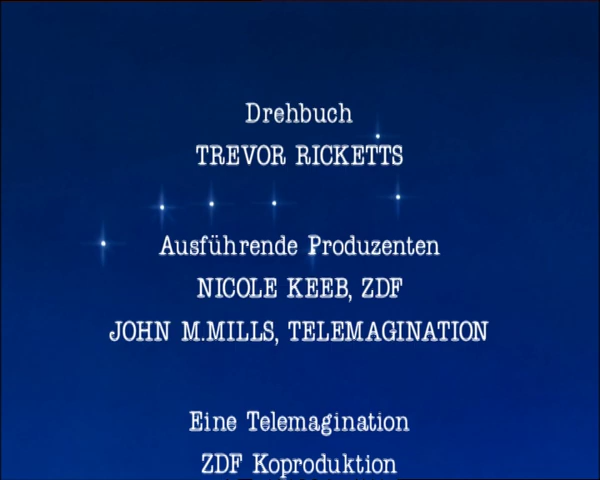 Drehbuch
TREVOR RICKETTS
Ausführende Produzenten
NICOLE KEEB, ZDF
JOHN M.MILLS, TELEMAGINATION
Eine Telemagination
ZDF Koproduktion